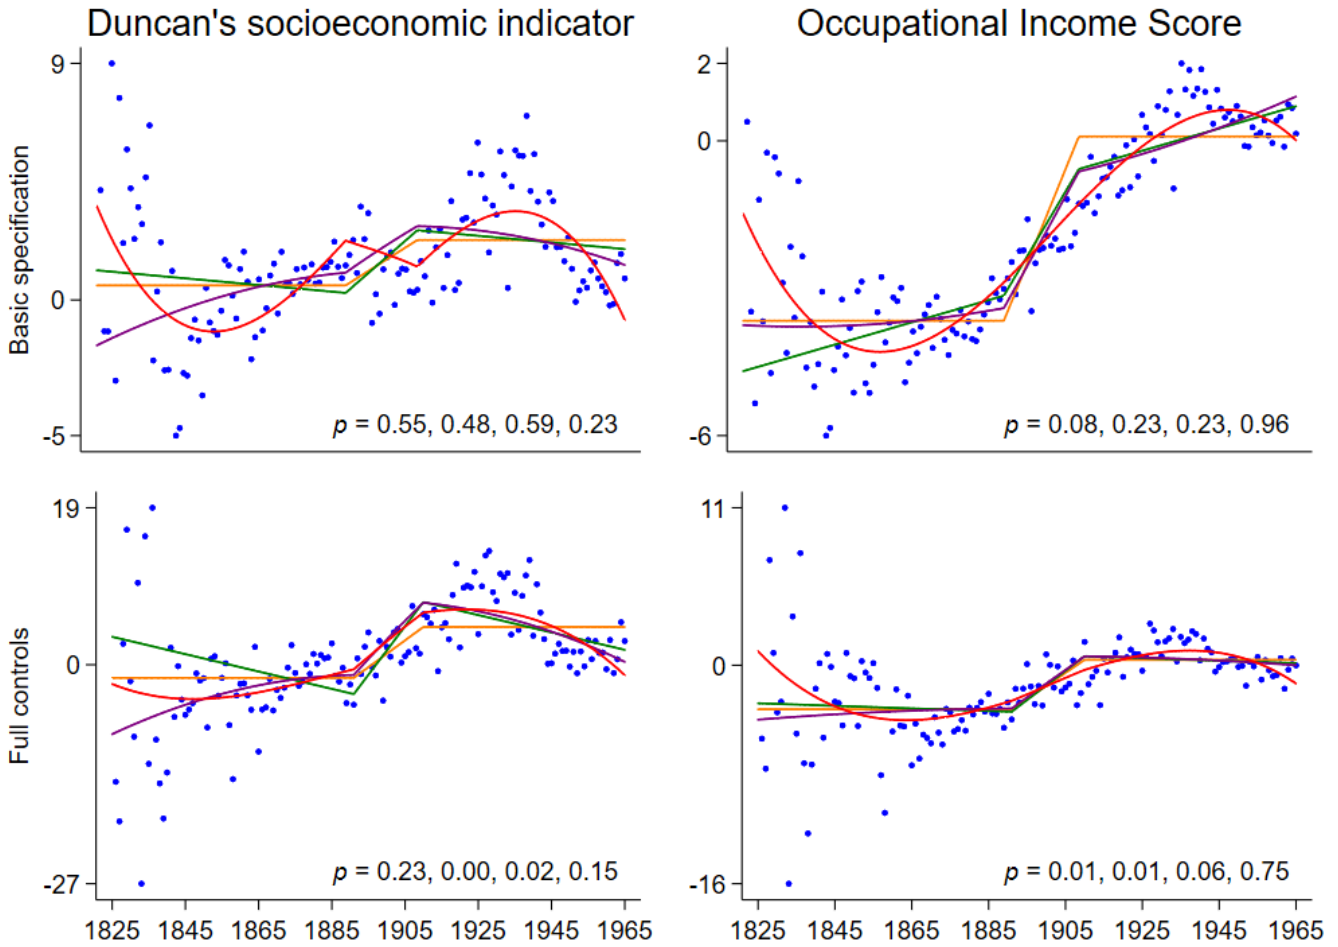 Duncan's socioeconomic indicator
Occupational Income Score
Basic specification
9
0
-5
p = 0.55, 0.48, 0.59, 0.23
2
0
-6
p = 0.08, 0.23, 0.23, 0.96
Full controls
19
0
-27
p = 0.23, 0.00, 0.02, 0.15
1825 1845 1865 1885 1905 1925 1945 1965
11
0
-16
p = 0.01, 0.01, 0.06, 0.75
1825 1845 1865 1885 1905 1925 1945 1965